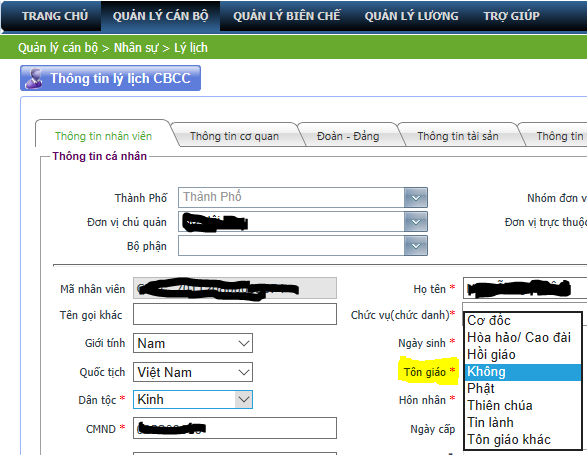 TRANG CHỦ QUẢN LÝ CÁN BỘ QUẢN LÝ BIÊN CHẾ QUẢN LÝ LƯƠNG TRỢ GIÚP
Quản lý cán bộ > Nhân sự > Lý lịch
Thông tin lý lịch CBCC
Thông tin nhân viên Thông tin cơ quan Đoàn - Đảng Thông tin tài sản Thông tin
Thông tin cá nhân
Thành Phố Thành Phố Nhóm đơn v
Đơn vị chủ quản Đơn vị trực thuộc
Bộ phận
Mã nhân viên Họ tên *
Tên gọi khác Chức vụ(chức danh) *
Giới tính Nam Ngày sinh *
Quốc tịch Việt Nam Tôn giáo *
Dân tộc * Kinh Hôn nhân *
CMND * Ngày cấp
Cơ đốc
Hòa hảo/ Cao đài
Hồi giáo
Không
Phật
Thiên chúa
Tin lành
Tôn giáo khác